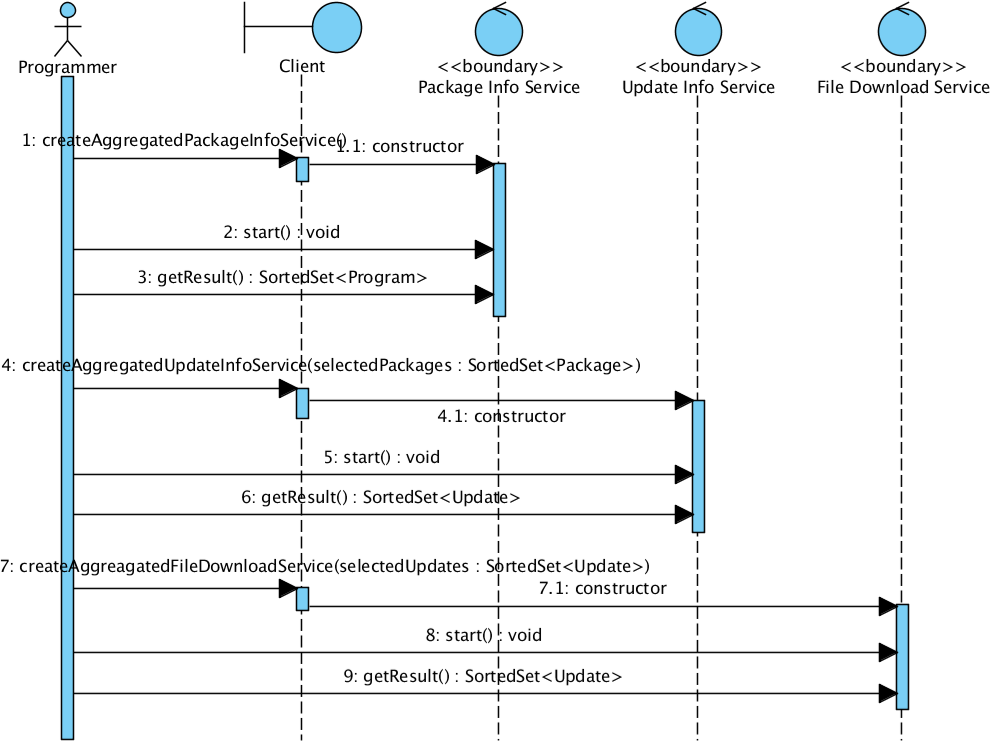 Programmer
Client
<<boundary>>
Package Info Service
<<boundary>>
Update Info Service
<<boundary>>
File Download Service
1: createAggregatedPackageInfoService()
1.1: constructor
2: start() : void
3: getResult() : SortedSet<Program>
4: createAggregatedUpdateInfoService(selectedPackages : SortedSet<Package>)
4.1: constructor
5: start() : void
6: getResult() : SortedSet<Update>
7: createAggreagatedFileDownloadService(selectedUpdates : SortedSet<Update>)
7.1: constructor
8: start() : void
9: getResult() : SortedSet<Update>